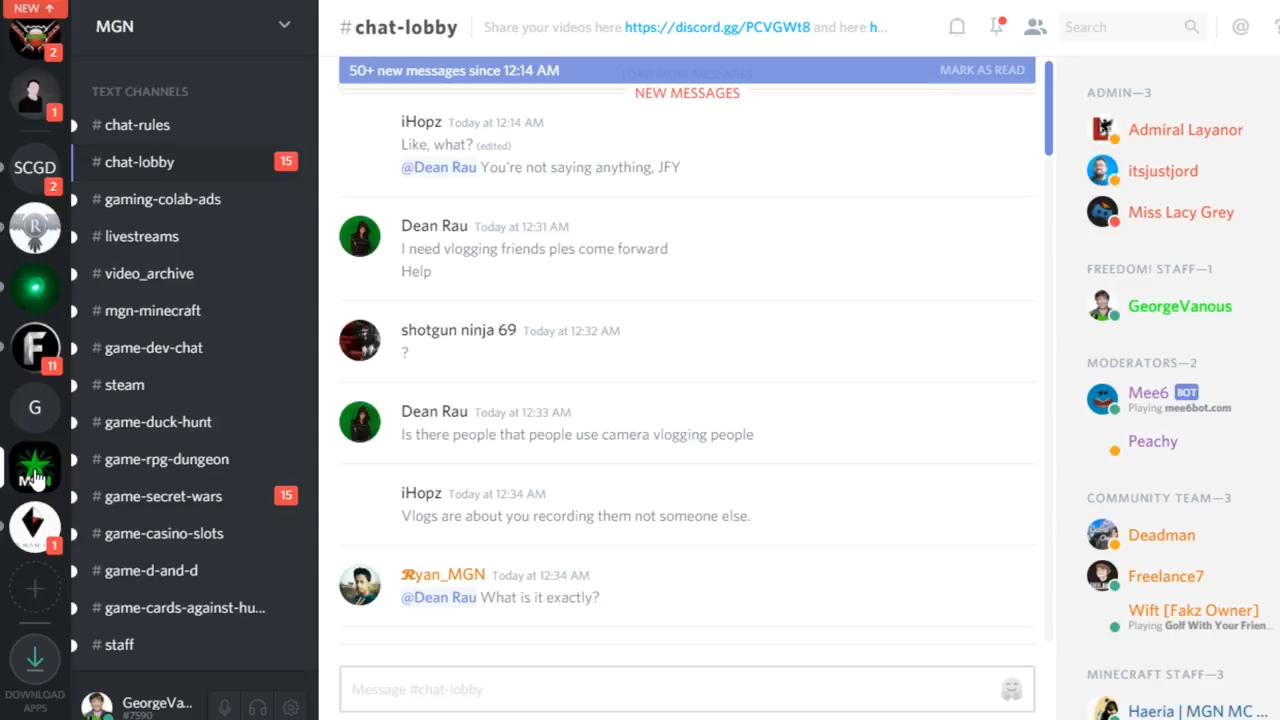 NEW ↑
2
1
SCGD
2
R
F
11
G
MGN
1
+
DOWNLOAD
APPS
MGN
TEXT CHANNELS
# chat-rules
# chat-lobby 15
# gaming-colab-ads
# livestreams
# video_archive
# mgn-minecraft
# game-dev-chat
# steam
# game-duck-hunt
# game-rpg-dungeon
# game-secret-wars 15
# game-casino-slots
# game-d-and-d
# game-cards-against-hu...
# staff
GeorgeVa...
#7590
#chat-lobby Share your videos here https://discord.gg/PCVGWt8 and here h...
Search
@ ?
50+ new messages since 12:14 AM MARK AS READ
NEW MESSAGES
iHopz Today at 12:14 AM
Like, what? (edited)
@Dean Rau You're not saying anything, JFY
Dean Rau Today at 12:31 AM
I need vlogging friends ples come forward
Help
shotgun ninja 69 Today at 12:32 AM
?
Dean Rau Today at 12:33 AM
Is there people that people use camera vlogging people
iHopz Today at 12:34 AM
Vlogs are about you recording them not someone else.
Ryan_MGN Today at 12:34 AM
@Dean Rau What is it exactly?
Message #chat-lobby
ADMIN—3
Admiral Layanor
itsjustjord
Miss Lacy Grey
FREEDOM! STAFF—1
GeorgeVanous
MODERATORS—2
Mee6 BOT
Playing mee6bot.com
Peachy
COMMUNITY TEAM—3
Deadman
Freelance7
Wift [Fakz Owner]
Playing Golf With Your Frien...
MINECRAFT STAFF—3
Haeria | MGN MC ...